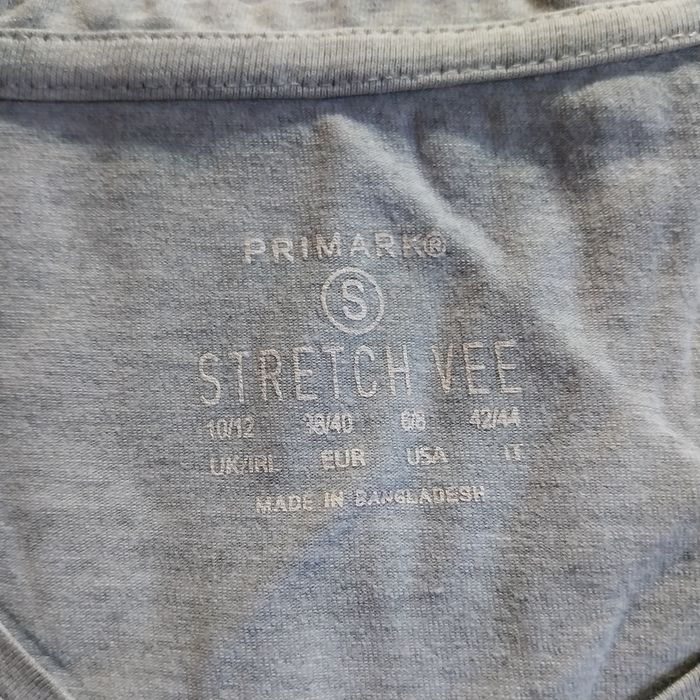 PRIMARK®
S
STRETCH VEE
10/12 38/40 6/8 42/44
UK/IRL EUR USA IT
MADE IN BANGLADESH